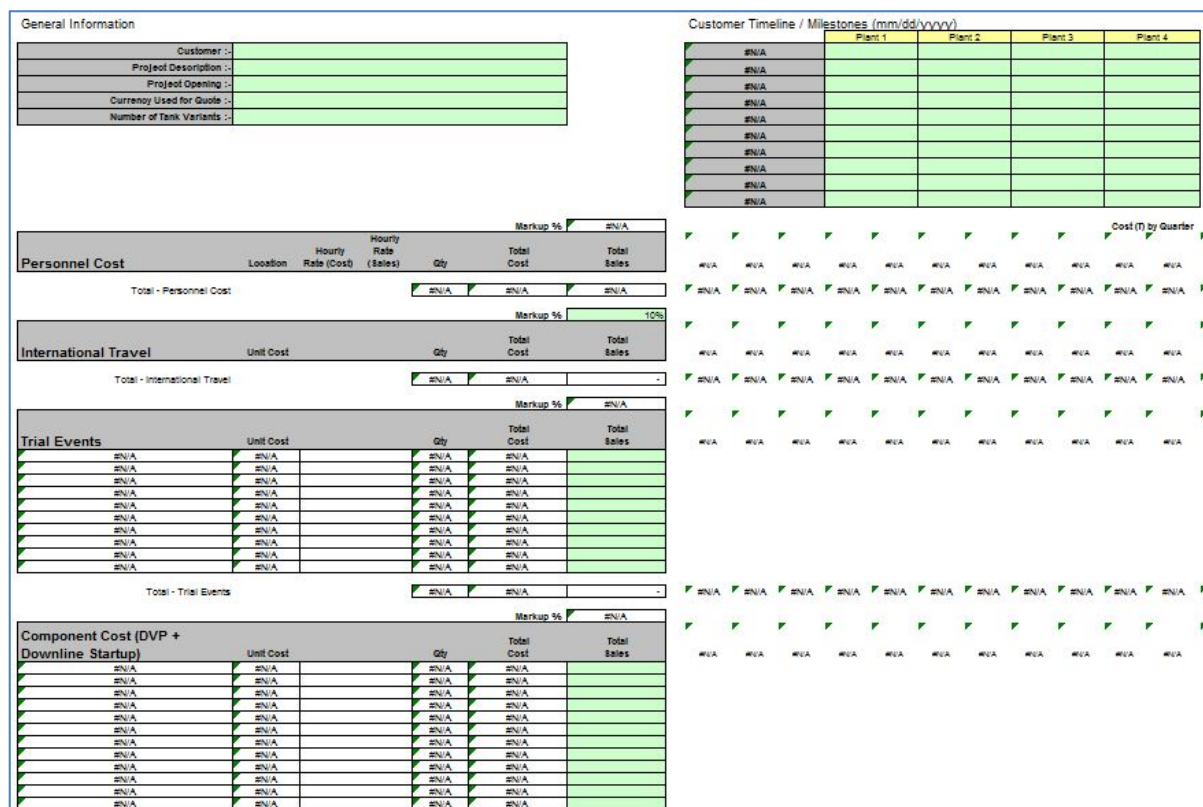 General Information
Customer :-
Project Description :-
Project Opening :-
Currency Used for Quote :-
Number of Tank Variants :-
Customer Timeline / Milestones (mm/dd/yyyy)
Plant 1 Plant 2 Plant 3 Plant 4
#N/A
#N/A
#N/A
#N/A
#N/A
#N/A
#N/A
#N/A
#N/A
#N/A
Markup % #N/A Cost (T) by Quarter
Personnel Cost Location Hourly Rate (Cost) Hourly Rate (Sales) Qty Total Cost Total Sales #N/A #N/A #N/A #N/A #N/A #N/A #N/A #N/A #N/A #N/A #N/A
Total - Personnel Cost #N/A #N/A #N/A #N/A #N/A #N/A #N/A #N/A #N/A #N/A #N/A #N/A #N/A #N/A
Markup % 10%
International Travel Unit Cost Qty Total Cost Total Sales #N/A #N/A #N/A #N/A #N/A #N/A #N/A #N/A #N/A #N/A #N/A
Total - International Travel #N/A #N/A - #N/A #N/A #N/A #N/A #N/A #N/A #N/A #N/A #N/A #N/A #N/A
Markup % #N/A
Trial Events Unit Cost Qty Total Cost Total Sales #N/A #N/A #N/A #N/A #N/A #N/A #N/A #N/A #N/A #N/A #N/A
#N/A #N/A #N/A #N/A
#N/A #N/A #N/A #N/A
#N/A #N/A #N/A #N/A
#N/A #N/A #N/A #N/A
#N/A #N/A #N/A #N/A
#N/A #N/A #N/A #N/A
#N/A #N/A #N/A #N/A
#N/A #N/A #N/A #N/A
#N/A #N/A #N/A #N/A
#N/A #N/A #N/A #N/A
Total - Trial Events #N/A #N/A - #N/A #N/A #N/A #N/A #N/A #N/A #N/A #N/A #N/A #N/A #N/A
Markup % #N/A
Component Cost (DVP +
Downline Startup) Unit Cost Qty Total Cost Total Sales #N/A #N/A #N/A #N/A #N/A #N/A #N/A #N/A #N/A #N/A #N/A
#N/A #N/A #N/A #N/A
#N/A #N/A #N/A #N/A
#N/A #N/A #N/A #N/A
#N/A #N/A #N/A #N/A
#N/A #N/A #N/A #N/A
#N/A #N/A #N/A #N/A
#N/A #N/A #N/A #N/A
#N/A #N/A #N/A #N/A
#N/A #N/A #N/A #N/A
#N/A #N/A #N/A #N/A
#N/A #N/A #N/A #N/A
#N/A #N/A #N/A #N/A